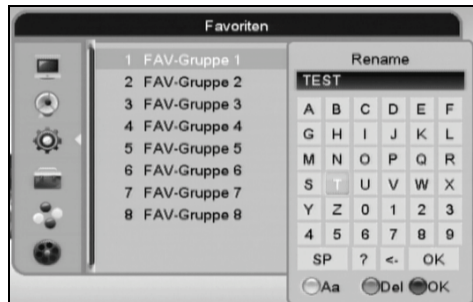 Favoriten
1 FAV-Gruppe 1
2 FAV-Gruppe 2
3 FAV-Gruppe 3
4 FAV-Gruppe 4
5 FAV-Gruppe 5
6 FAV-Gruppe 6
7 FAV-Gruppe 7
8 FAV-Gruppe 8
Rename
TEST
A B C D E F
G H I J K L
M N O P Q R
S T U V W X
Y Z 0 1 2 3
4 5 6 7 8 9
SP ? <- OK
Aa Del OK